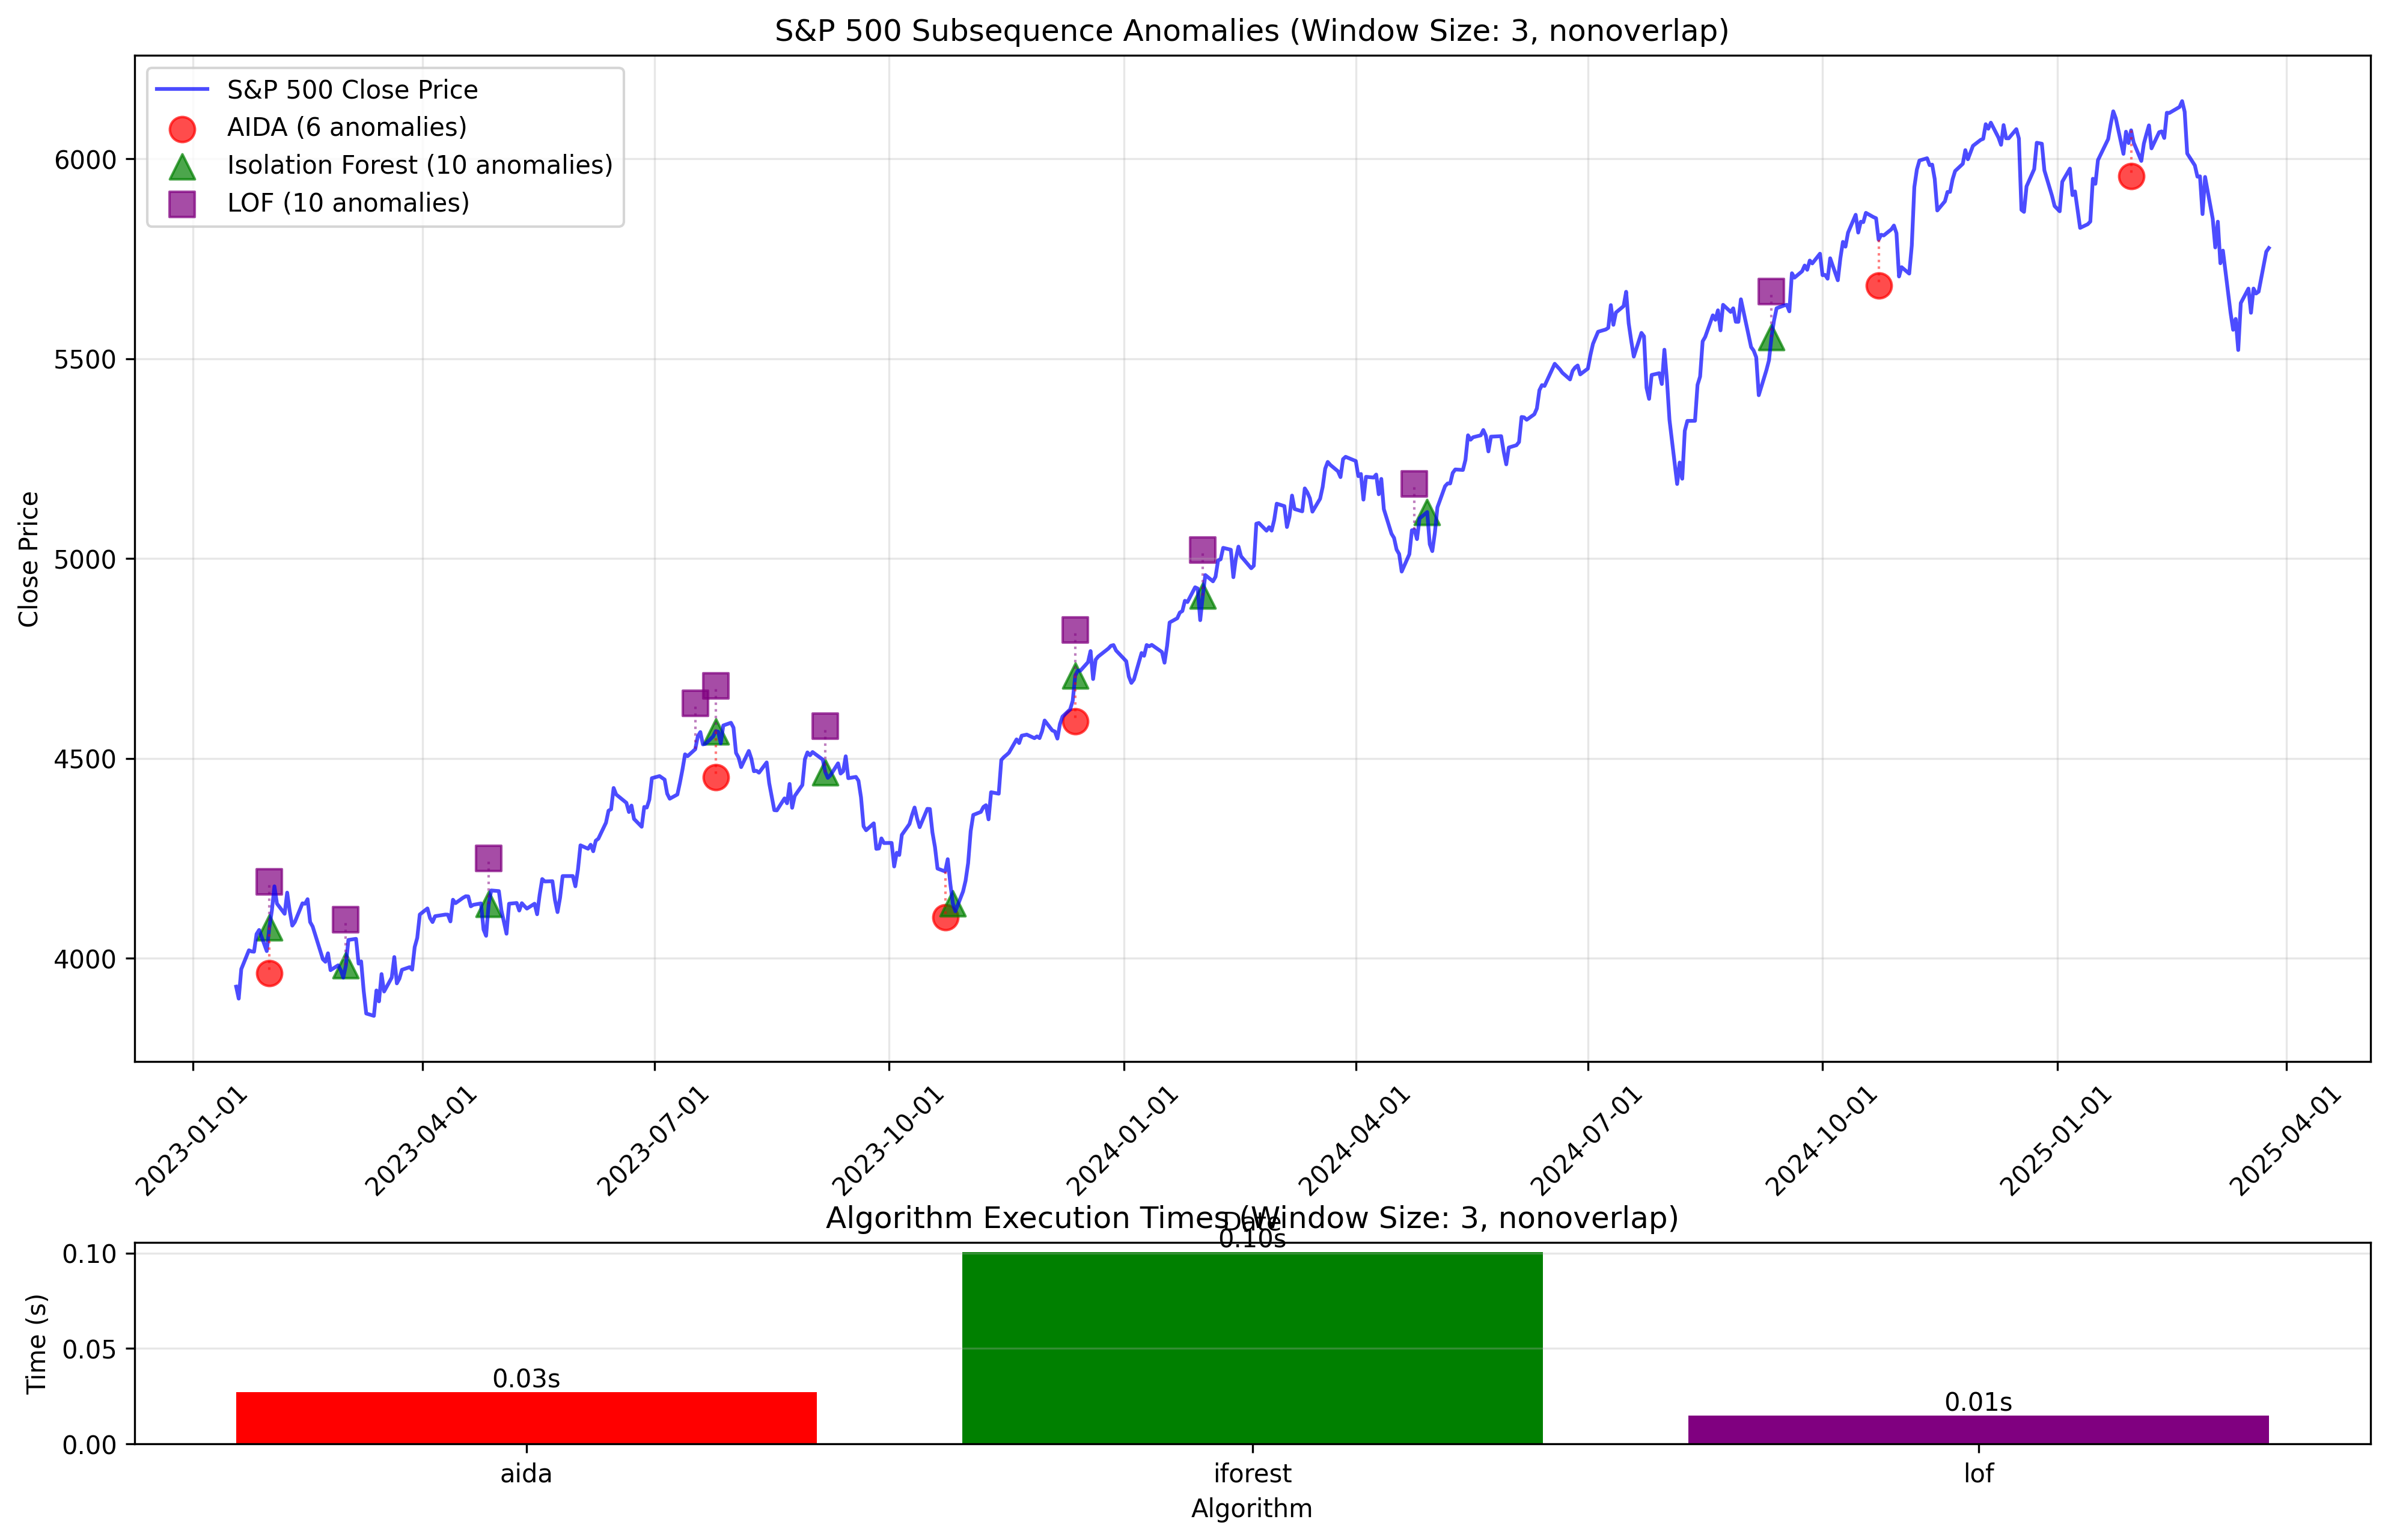 S&P 500 Subsequence Anomalies (Window Size: 3, nonoverlap)
S&P 500 Close Price
AIDA (6 anomalies)
Isolation Forest (10 anomalies)
LOF (10 anomalies)
Close Price
6000
5500
5000
4500
4000
2023-01-01
2023-04-01
2023-07-01
2023-10-01
2024-01-01
2024-04-01
2024-07-01
2024-10-01
2025-01-01
2025-04-01
Date
Algorithm Execution Times (Window Size: 3, nonoverlap)
Time (s)
0.10
0.05
0.00
0.03s
0.10s
0.01s
aida
iforest
lof
Algorithm